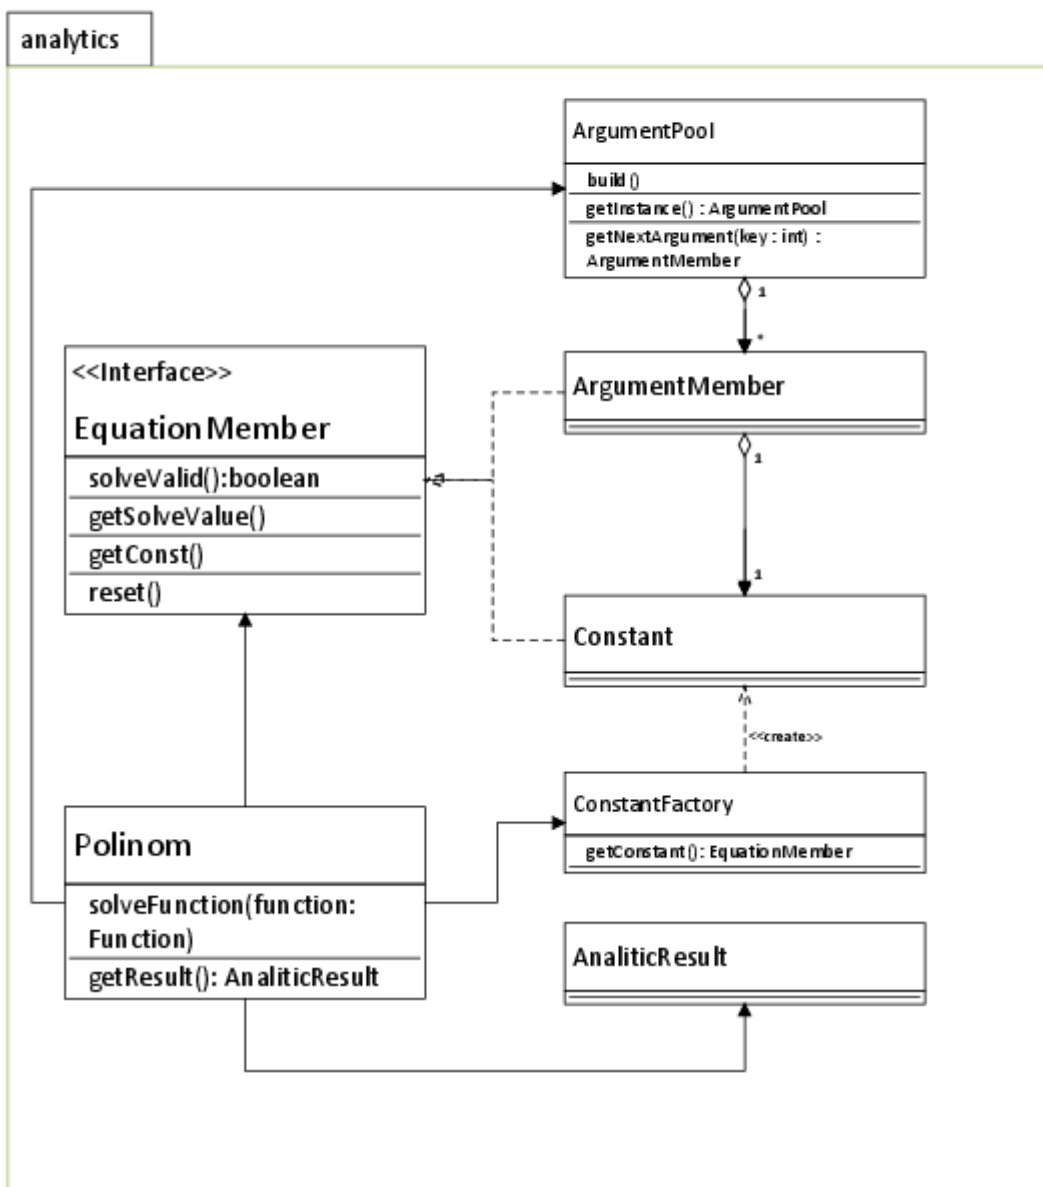 analytics
ArgumentPool
build()
getInstance() : ArgumentPool
getNextArgument(key : int) :
ArgumentMember
1
*
<<Interface>>
EquationMember
solveValid():boolean
getSolveValue()
getConst()
reset()
ArgumentMember
1
1
Constant
<<create>>
ConstantFactory
getConstant(): EquationMember
Polinom
solveFunction(function:
Function)
getResult(): AnaliticResult
AnaliticResult